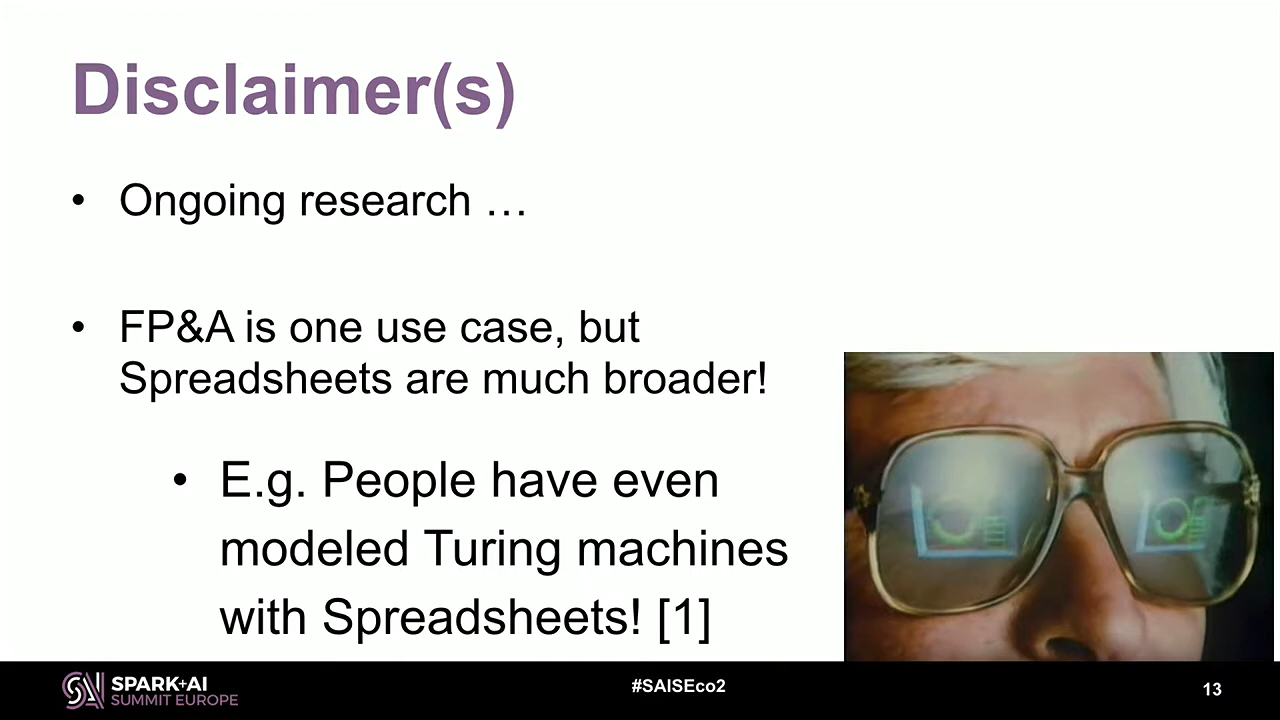 Disclaimer(s)
• Ongoing research …
• FP&A is one use case, but
Spreadsheets are much broader!
• E.g. People have even
modeled Turing machines
with Spreadsheets! [1]
SPARK+AI
SUMMIT EUROPE
#SAISEco2
13